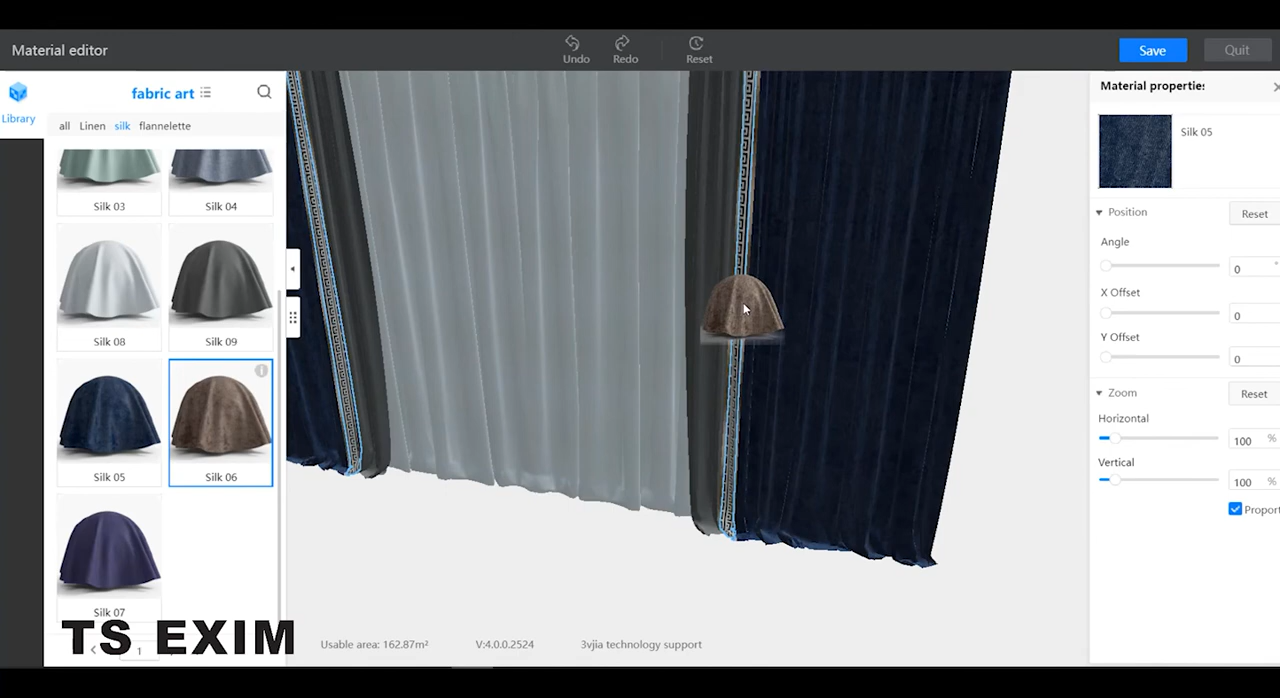 Material editor
Undo
Redo
Reset
Save
Quit
Library
fabric art
all
Linen
silk
flannelette
Silk 03
Silk 04
Silk 08
Silk 09
Silk 05
Silk 06
Silk 07
1
TS EXIM
Usable area: 162.87m²
V:4.0.0.2524
3vjia technology support
Material propertie:
Silk 05
Position
Reset
Angle
0 °
X Offset
0
Y Offset
0
Zoom
Reset
Horizontal
100 %
Vertical
100 %
Proport